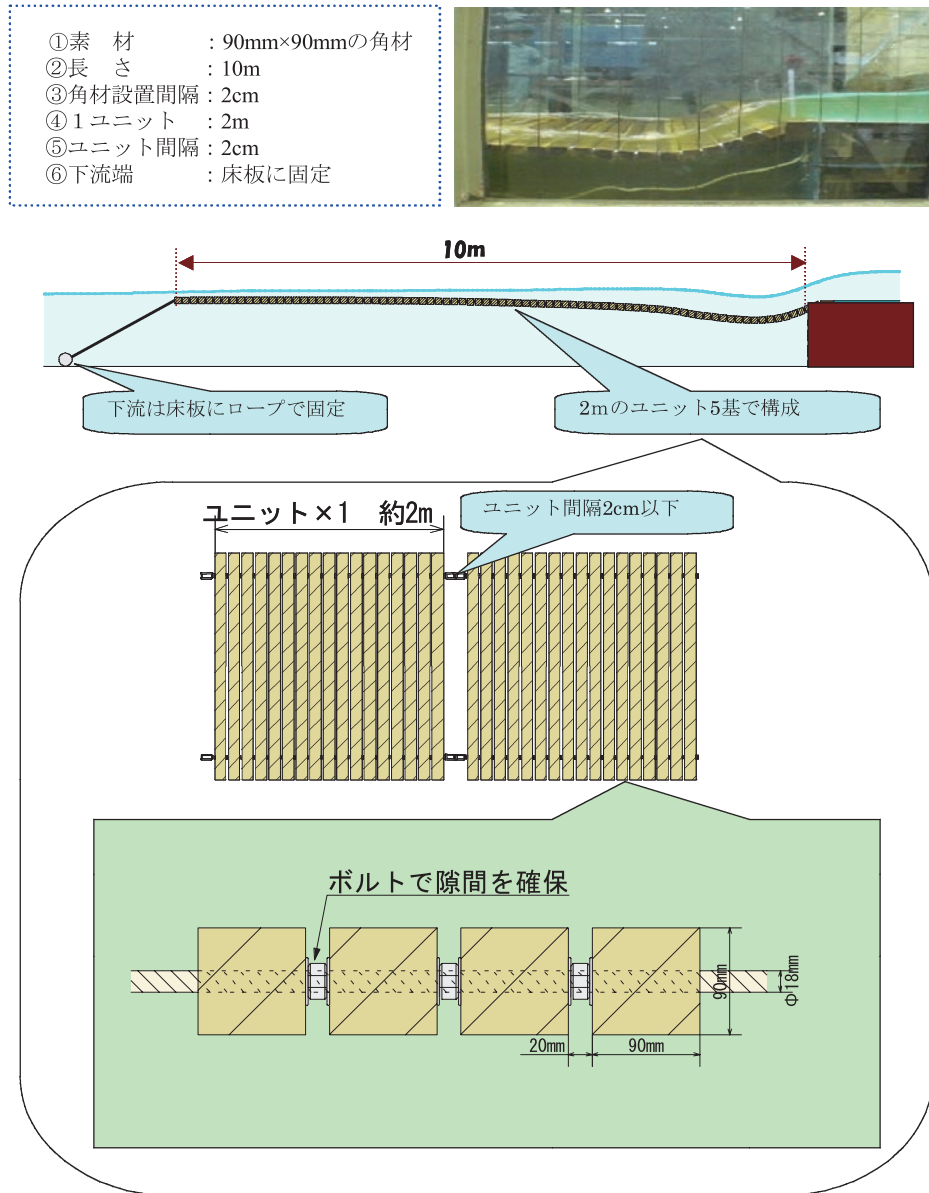 ①素　材　　　：90mm×90mmの角材
②長　さ　　　：10m
③角材設置間隔：2cm
④１ユニット　：2m
⑤ユニット間隔：2cm
⑥下流端　　　：床板に固定
10m
下流は床板にロープで固定
2mのユニット5基で構成
ユニット×1　約2m
ユニット間隔2cm以下
ボルトで隙間を確保
90mm
Φ18mm
20mm
90mm